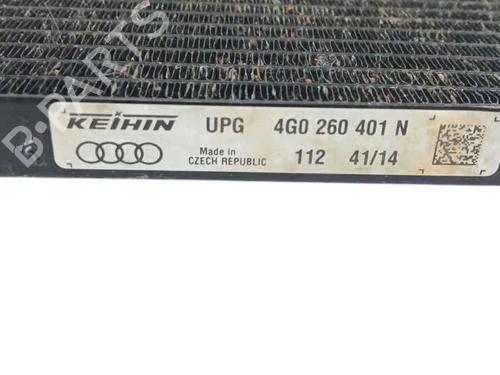 B-PARTS
KEIHIN UPG 4G0 260 401 N
Made in
CZECH REPUBLIC 112 41/14